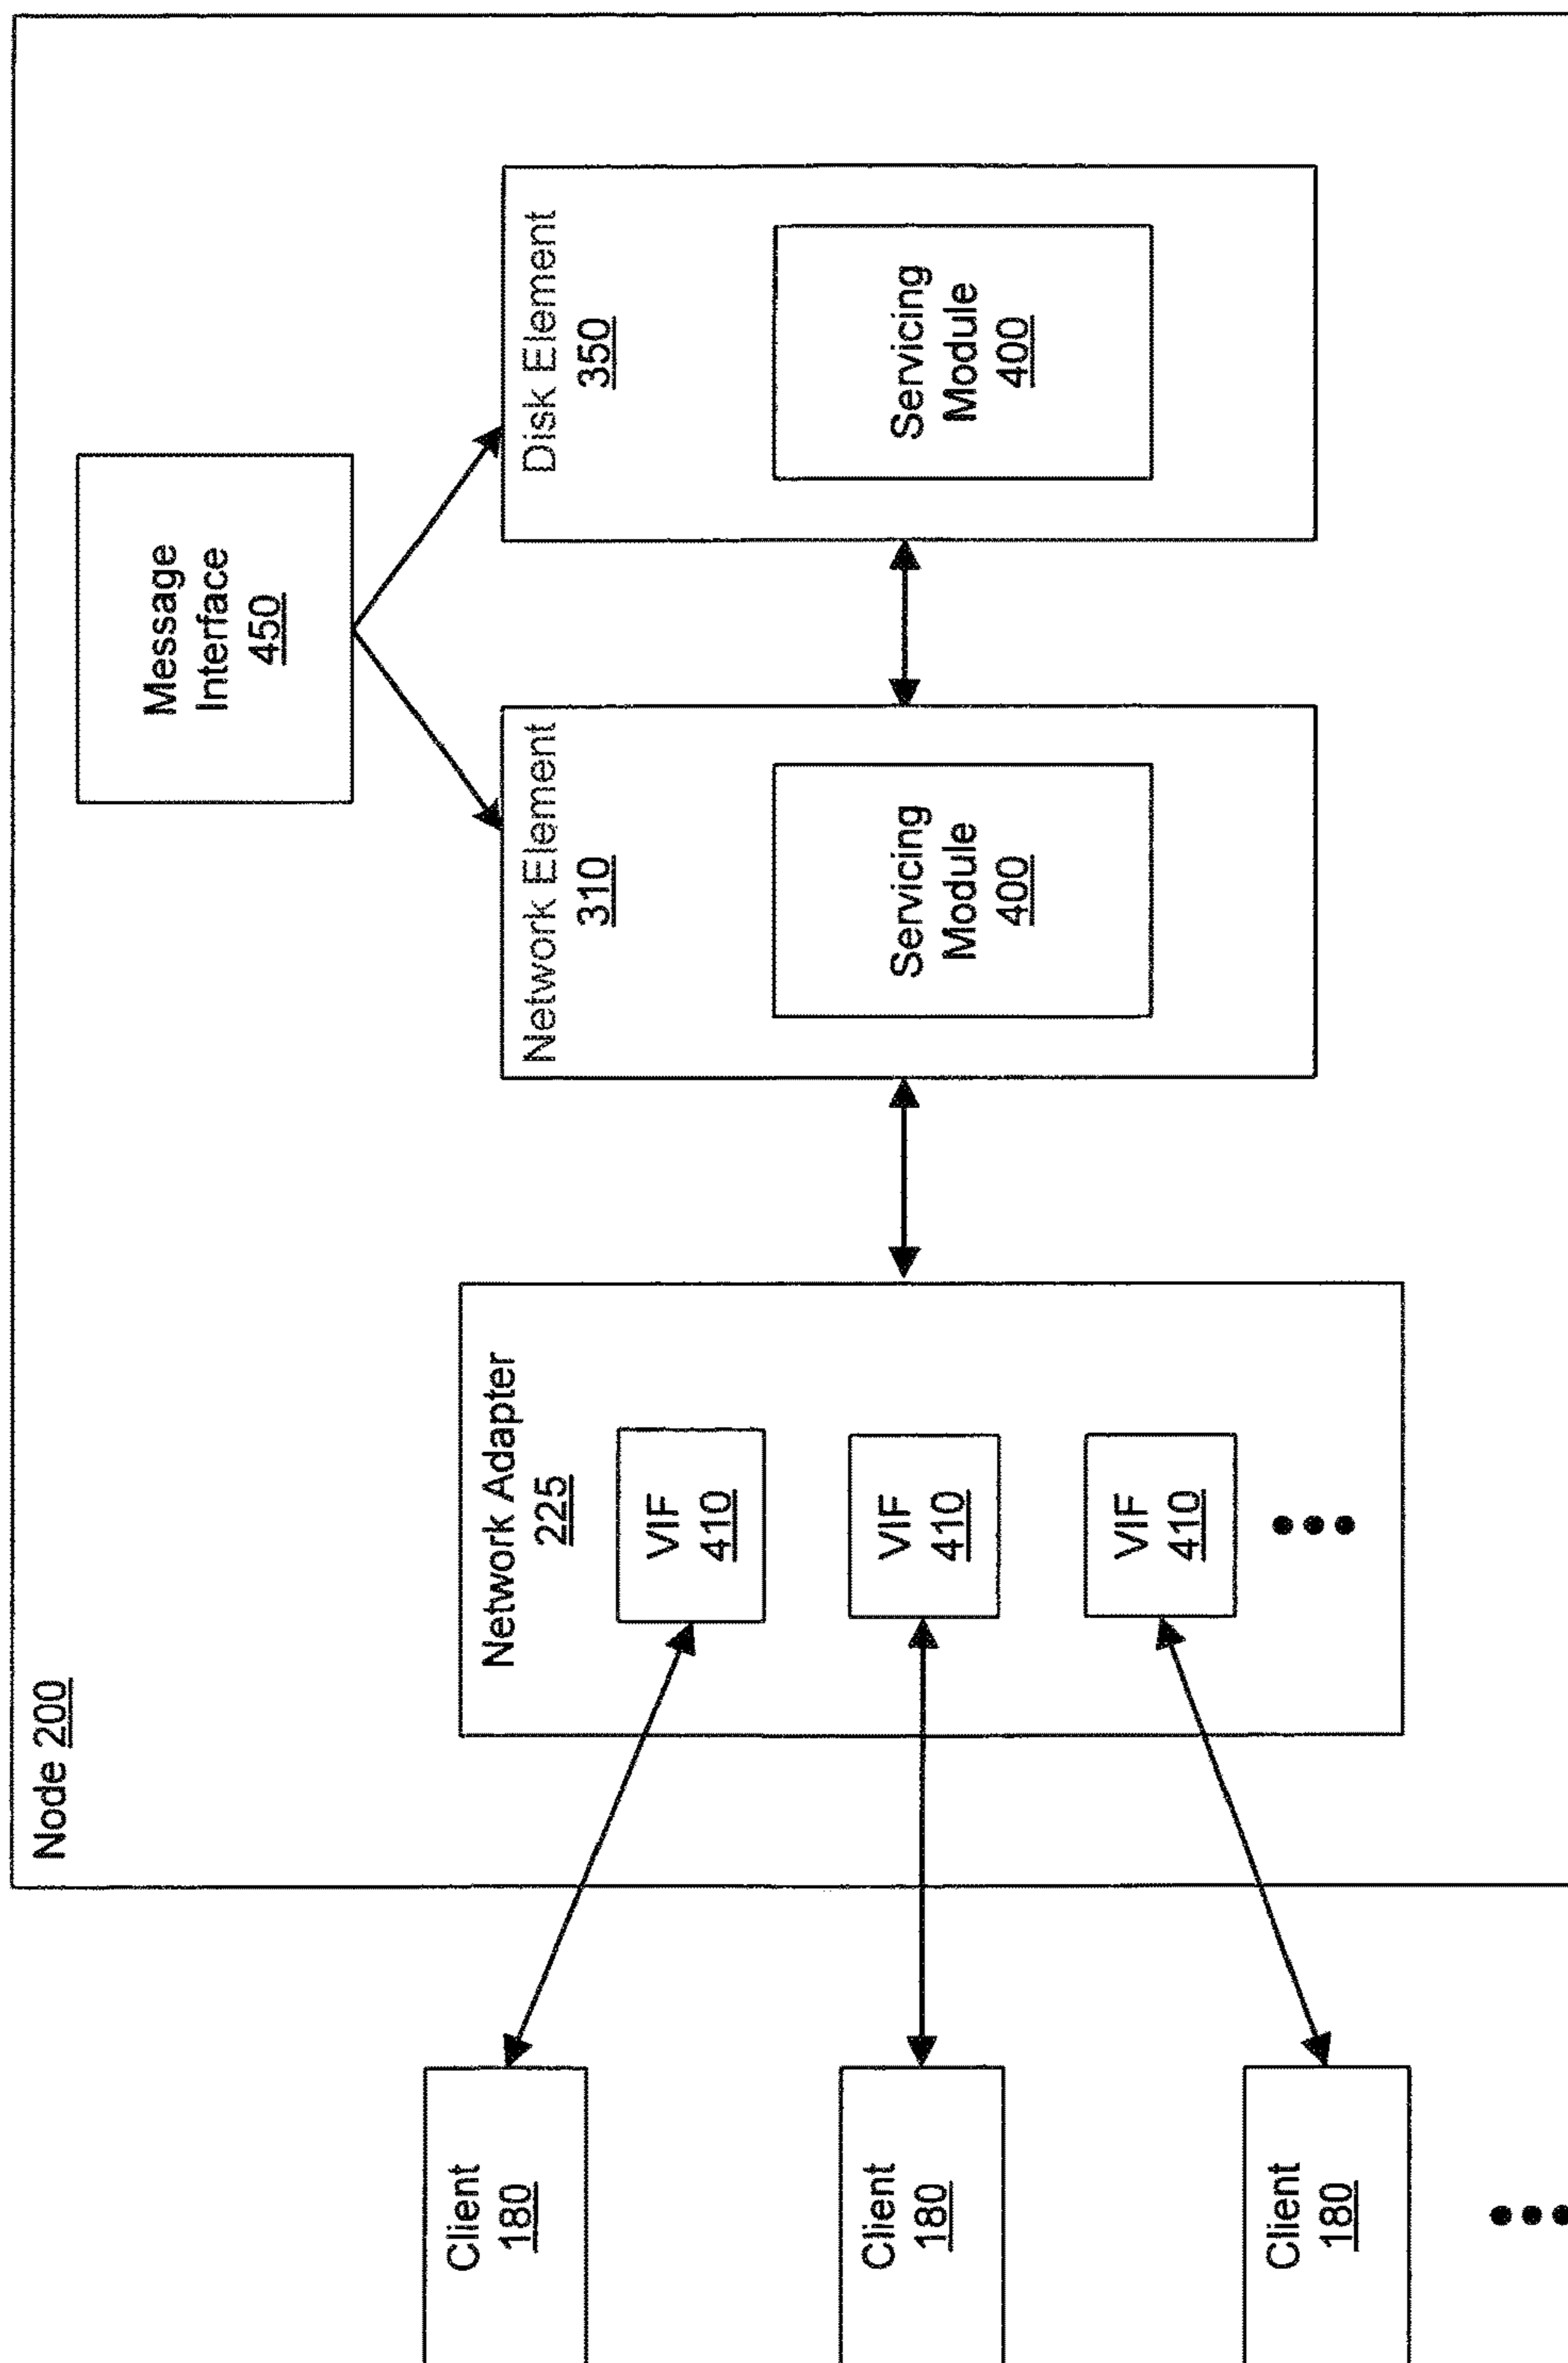 Node 200
Message
Interface
450
Network Adapter
225
VIF
410
VIF
410
VIF
410
Network Element
310
Servicing
Module
400
Disk Element
350
Servicing
Module
400
Client
180
Client
180
Client
180